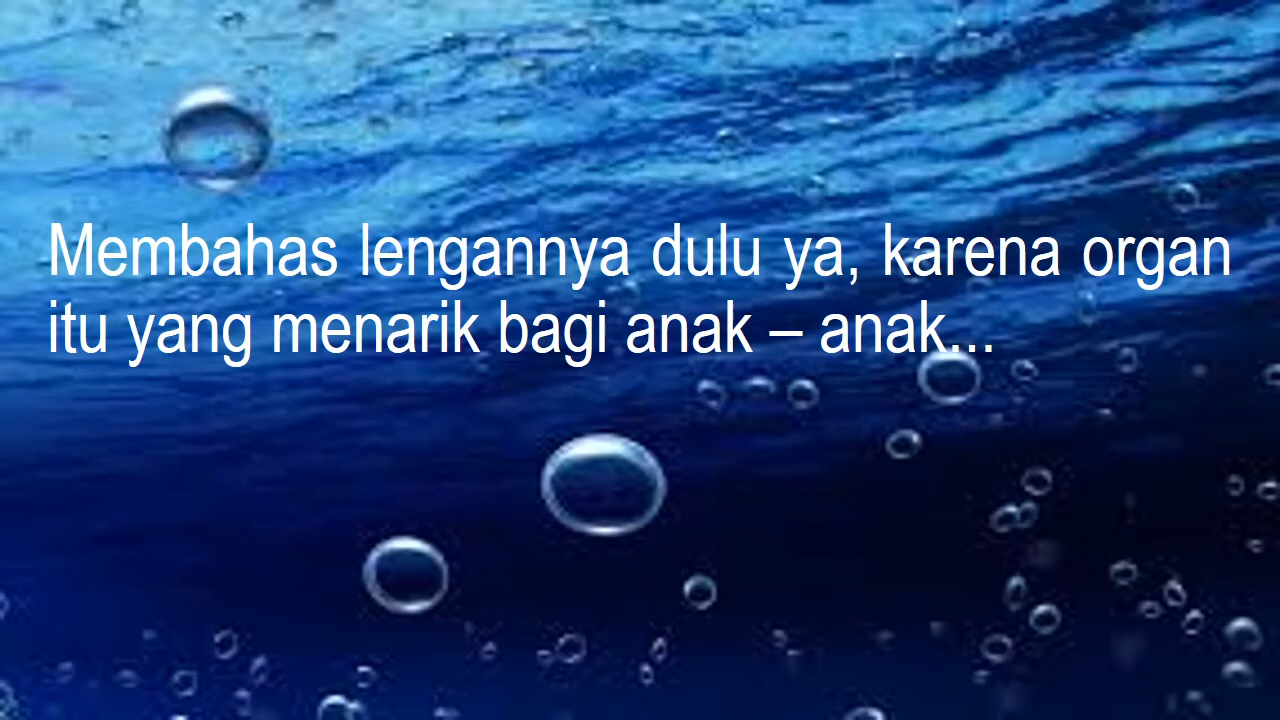 Membahas lengannya dulu ya, karena organ
itu yang menarik bagi anak – anak...